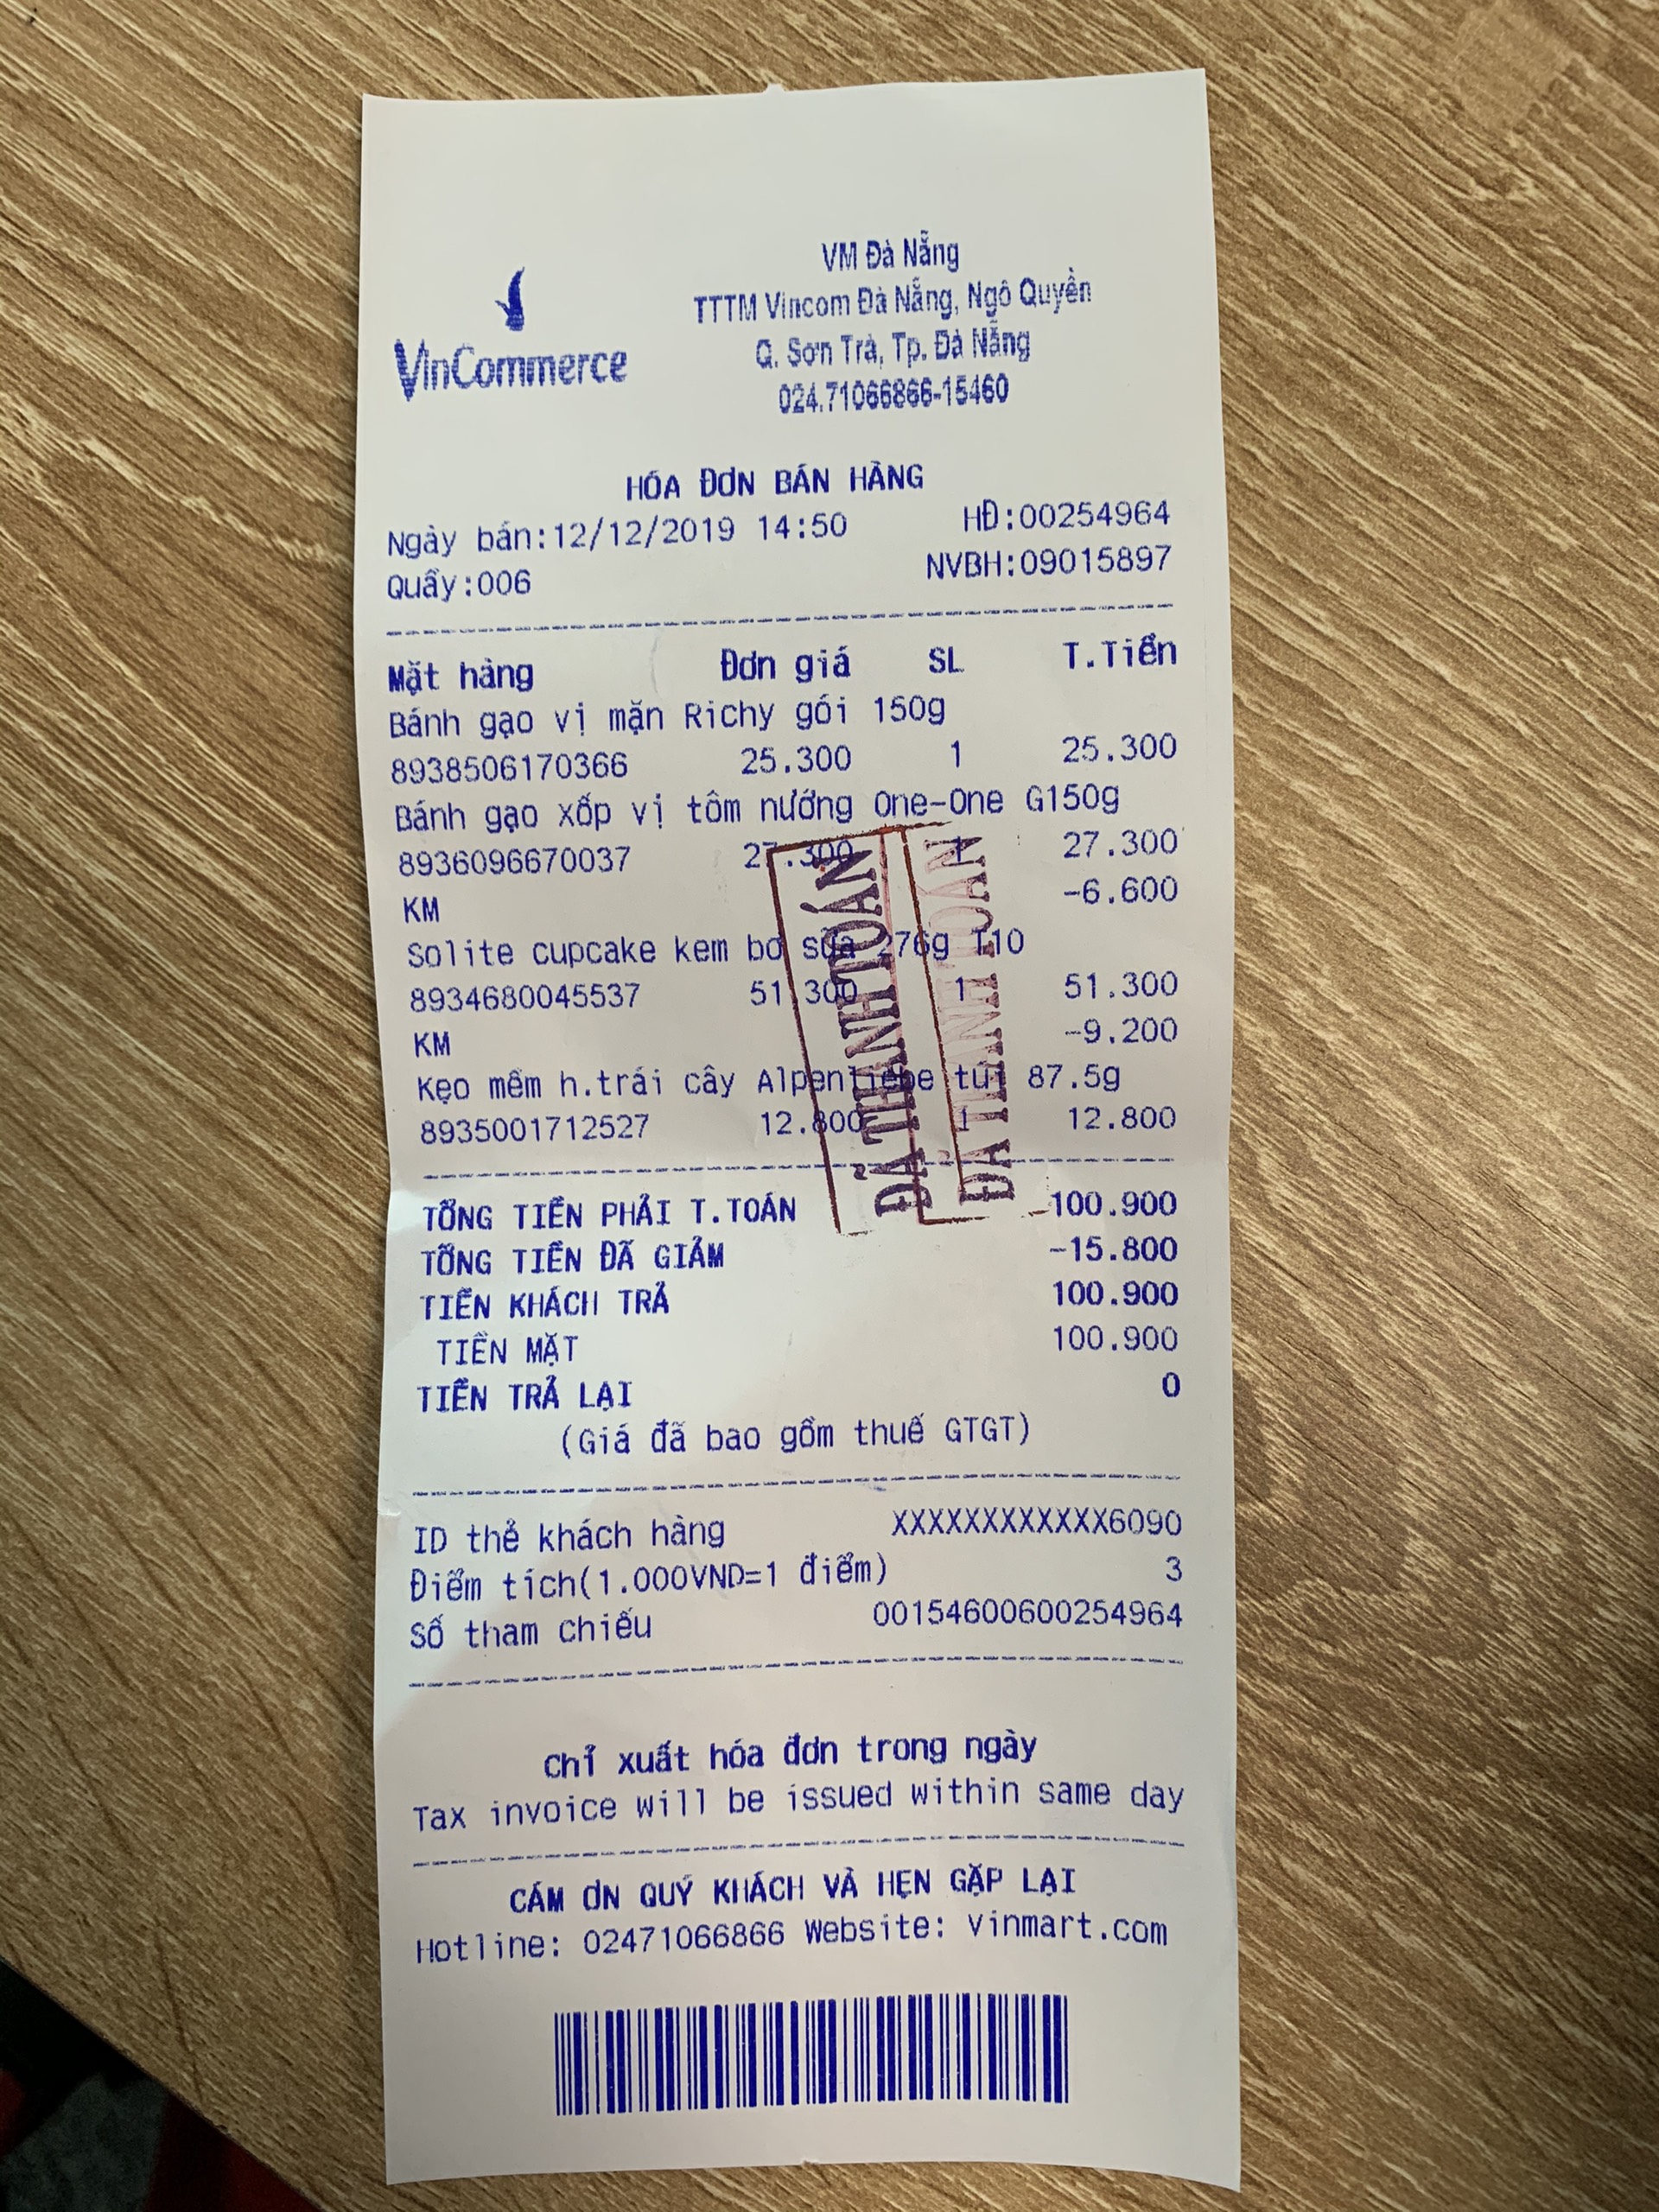 VinCommerce
VM Đà Nẵng
TTTM Vincom Đà Nẵng, Ngô Quyền
Q. Sơn Trà, Tp. Đà Nẵng
024.71066866-15460
HÓA ĐƠN BÁN HÀNG
Ngày bán:12/12/2019 14:50 HĐ:00254964
Quầy:006 NVBH:09015897
Mặt hàng Đơn giá SL T.Tiền
Bánh gạo vị mặn Richy gói 150g
8938506170366 25.300 1 25.300
Bánh gạo xốp vị tôm nướng One-One G150g
8936096670037 27.300 1 27.300
KM -6.600
Solite cupcake kem bơ sữa 276g T10
8934680045537 51.300 1 51.300
KM -9.200
Kẹo mềm h.trái cây Alpenliebe túi 87.5g
8935001712527 12.800 1 12.800
ĐÃ THANH TOÁN
ĐÃ THANH TOÁN
TỔNG TIỀN PHẢI T.TOÁN 100.900
TỔNG TIỀN ĐÃ GIẢM -15.800
TIỀN KHÁCH TRẢ 100.900
TIỀN MẶT 100.900
TIỀN TRẢ LẠI 0
(Giá đã bao gồm thuế GTGT)
ID thẻ khách hàng XXXXXXXXXXXX6090
Điểm tích(1.000VND=1 điểm) 3
Số tham chiếu 00154600600254964
Chỉ xuất hóa đơn trong ngày
Tax invoice will be issued within same day
CÁM ƠN QUÝ KHÁCH VÀ HẸN GẶP LẠI
Hotline: 02471066866 Website: vinmart.com